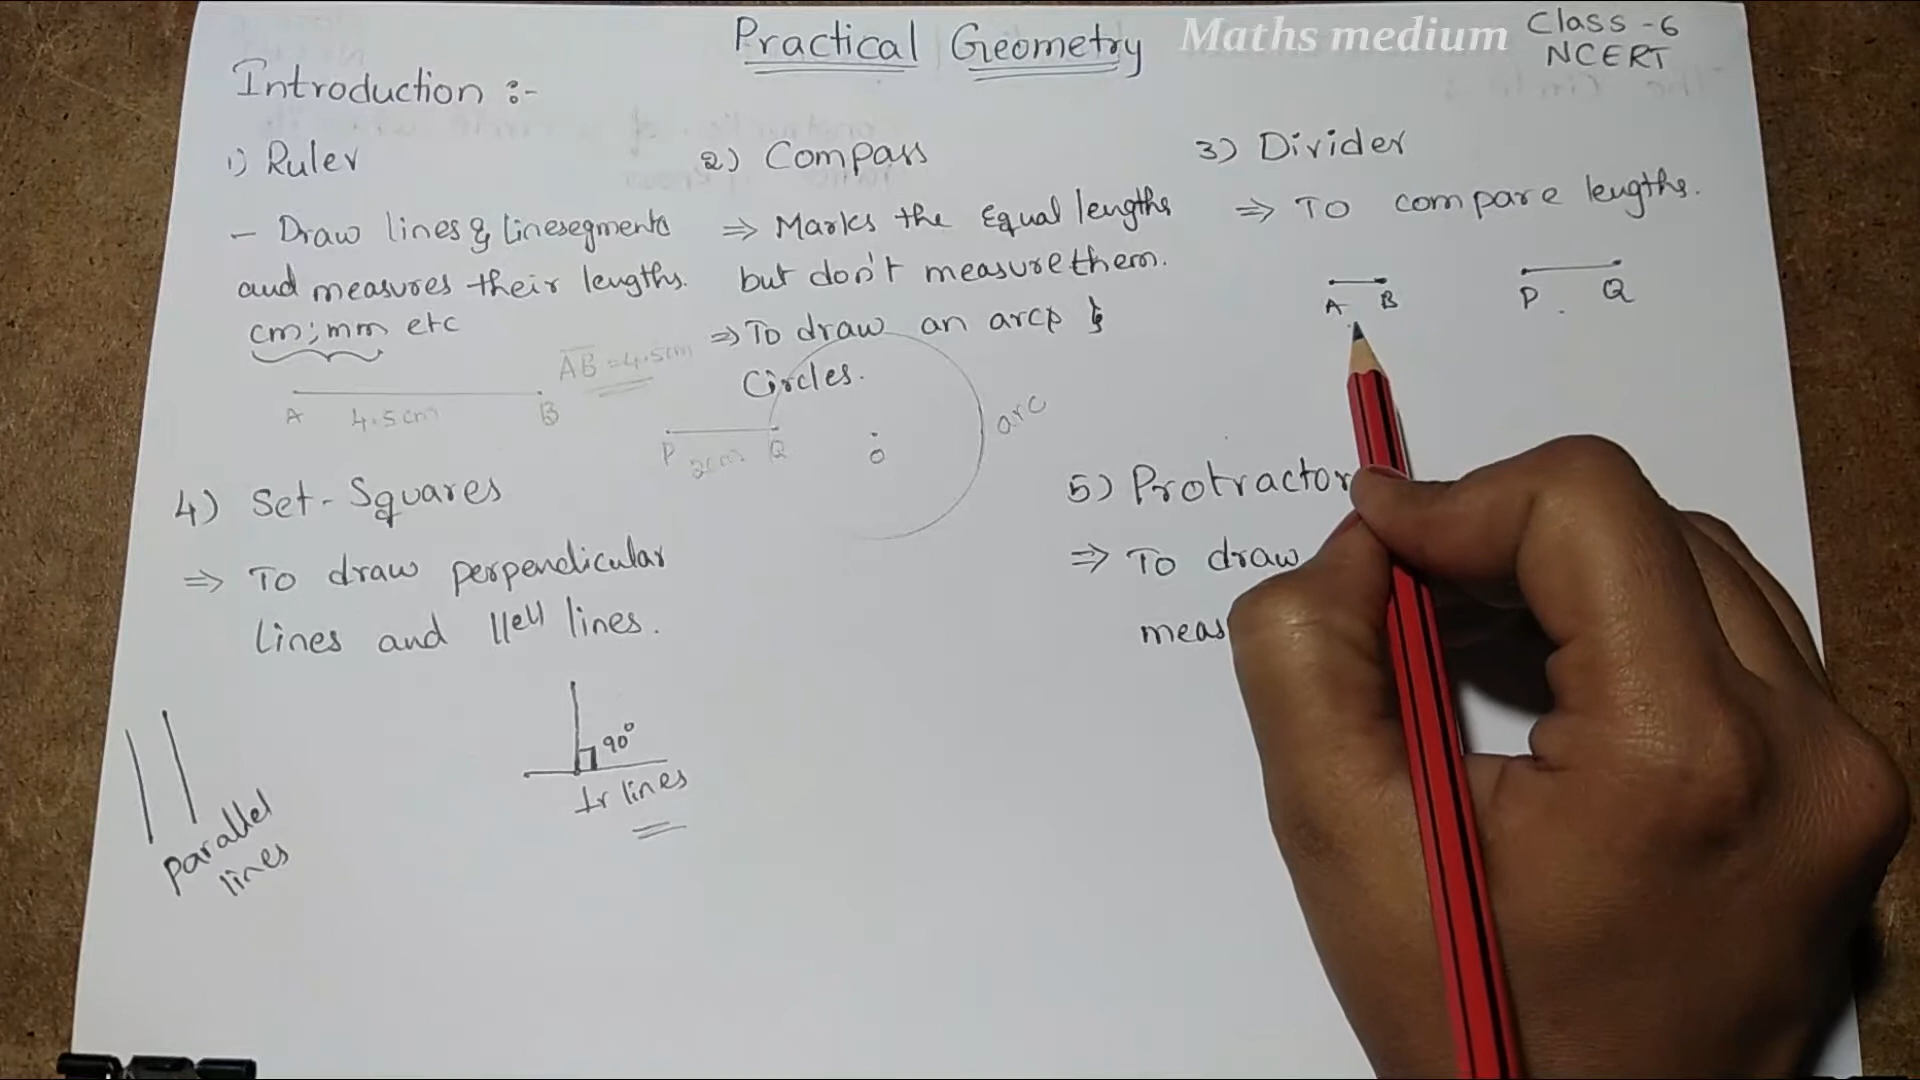 Practical Geometry
Maths medium
Class - 6
NCERT
Introduction :-
1) Ruler
- Draw lines & linesegments
and measures their lengths.
cm; mm etc
A 4.5cm B
AB = 4.5cm
2) Compass
⇒ Marks the Equal lengths
but don't measure them.
⇒ To draw an arcs &
Circles.
P 2cm Q
O
arc
3) Divider
⇒ To compare lengths.
A B
P Q
4) Set-Squares
⇒ To draw perpendicular
lines and ||ell lines.
parallel
lines
90°
⊥r lines
5) Protractor
⇒ To draw
meas